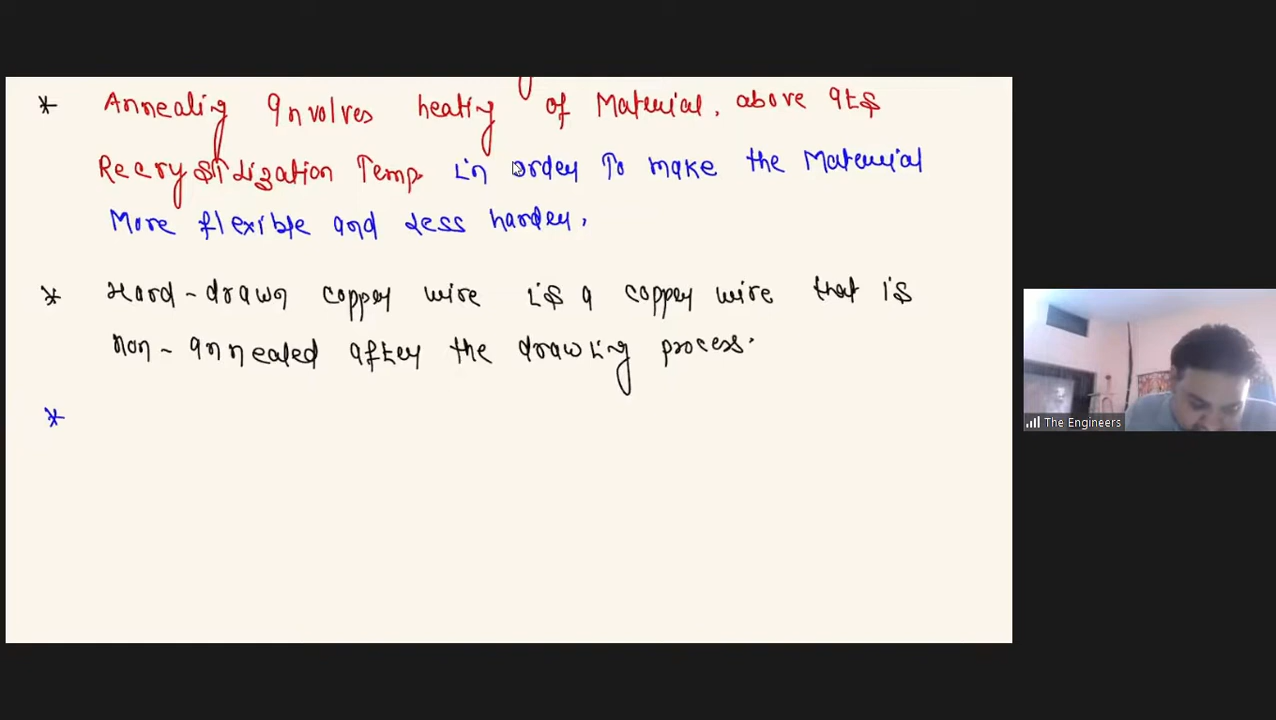 * Annealing involves heating of Material, above its
Recrystallization Temp. in order To make the Material
More flexible and less harder.
* Hard-drawn copper wire is a copper wire that is
non-annealed after the drawing process.
*
The Engineers